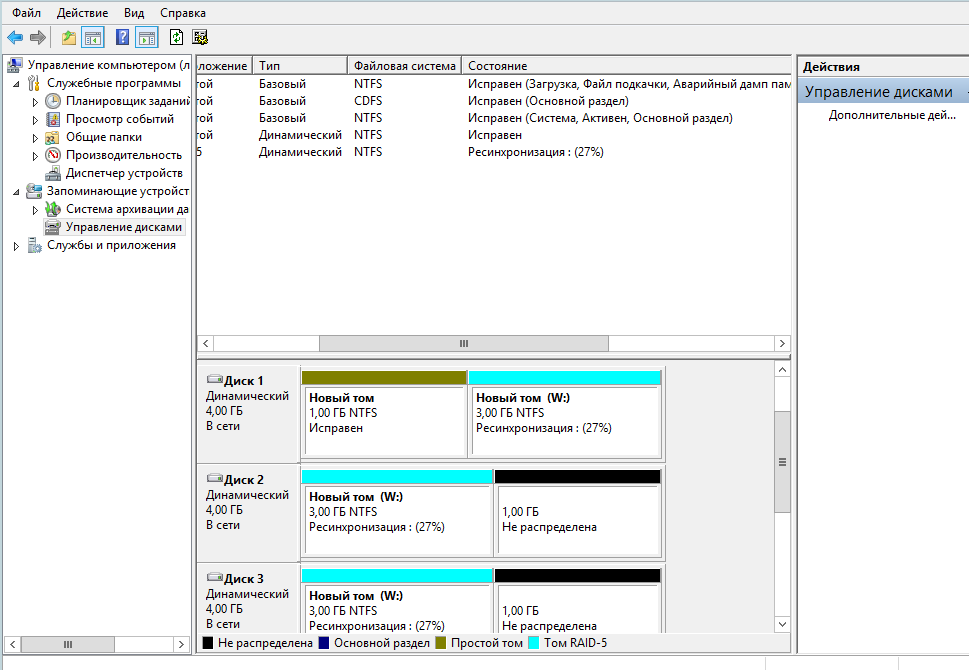 Файл Действие Вид Справка
Управление компьютером (л
Служебные программы
Планировщик заданий
Просмотр событий
Общие папки
Производительность
Диспетчер устройств
Запоминающие устройст
Система архивации да
Управление дисками
Службы и приложения
ложение Тип Файловая система Состояние
той Базовый NTFS Исправен (Загрузка, Файл подкачки, Аварийный дамп пам
той Базовый CDFS Исправен (Основной раздел)
той Базовый NTFS Исправен (Система, Активен, Основной раздел)
той Динамический NTFS Исправен
5 Динамический NTFS Ресинхронизация : (27%)
Диск 1
Динамический
4,00 ГБ
В сети
Новый том
1,00 ГБ NTFS
Исправен
Новый том (W:)
3,00 ГБ NTFS
Ресинхронизация : (27%)
Диск 2
Динамический
4,00 ГБ
В сети
Новый том (W:)
3,00 ГБ NTFS
Ресинхронизация : (27%)
1,00 ГБ
Не распределена
Диск 3
Динамический
4,00 ГБ
В сети
Новый том (W:)
3,00 ГБ NTFS
Ресинхронизация : (27%)
1,00 ГБ
Не распределена
Не распределена Основной раздел Простой том Том RAID-5
Действия
Управление дисками
Дополнительные дей...